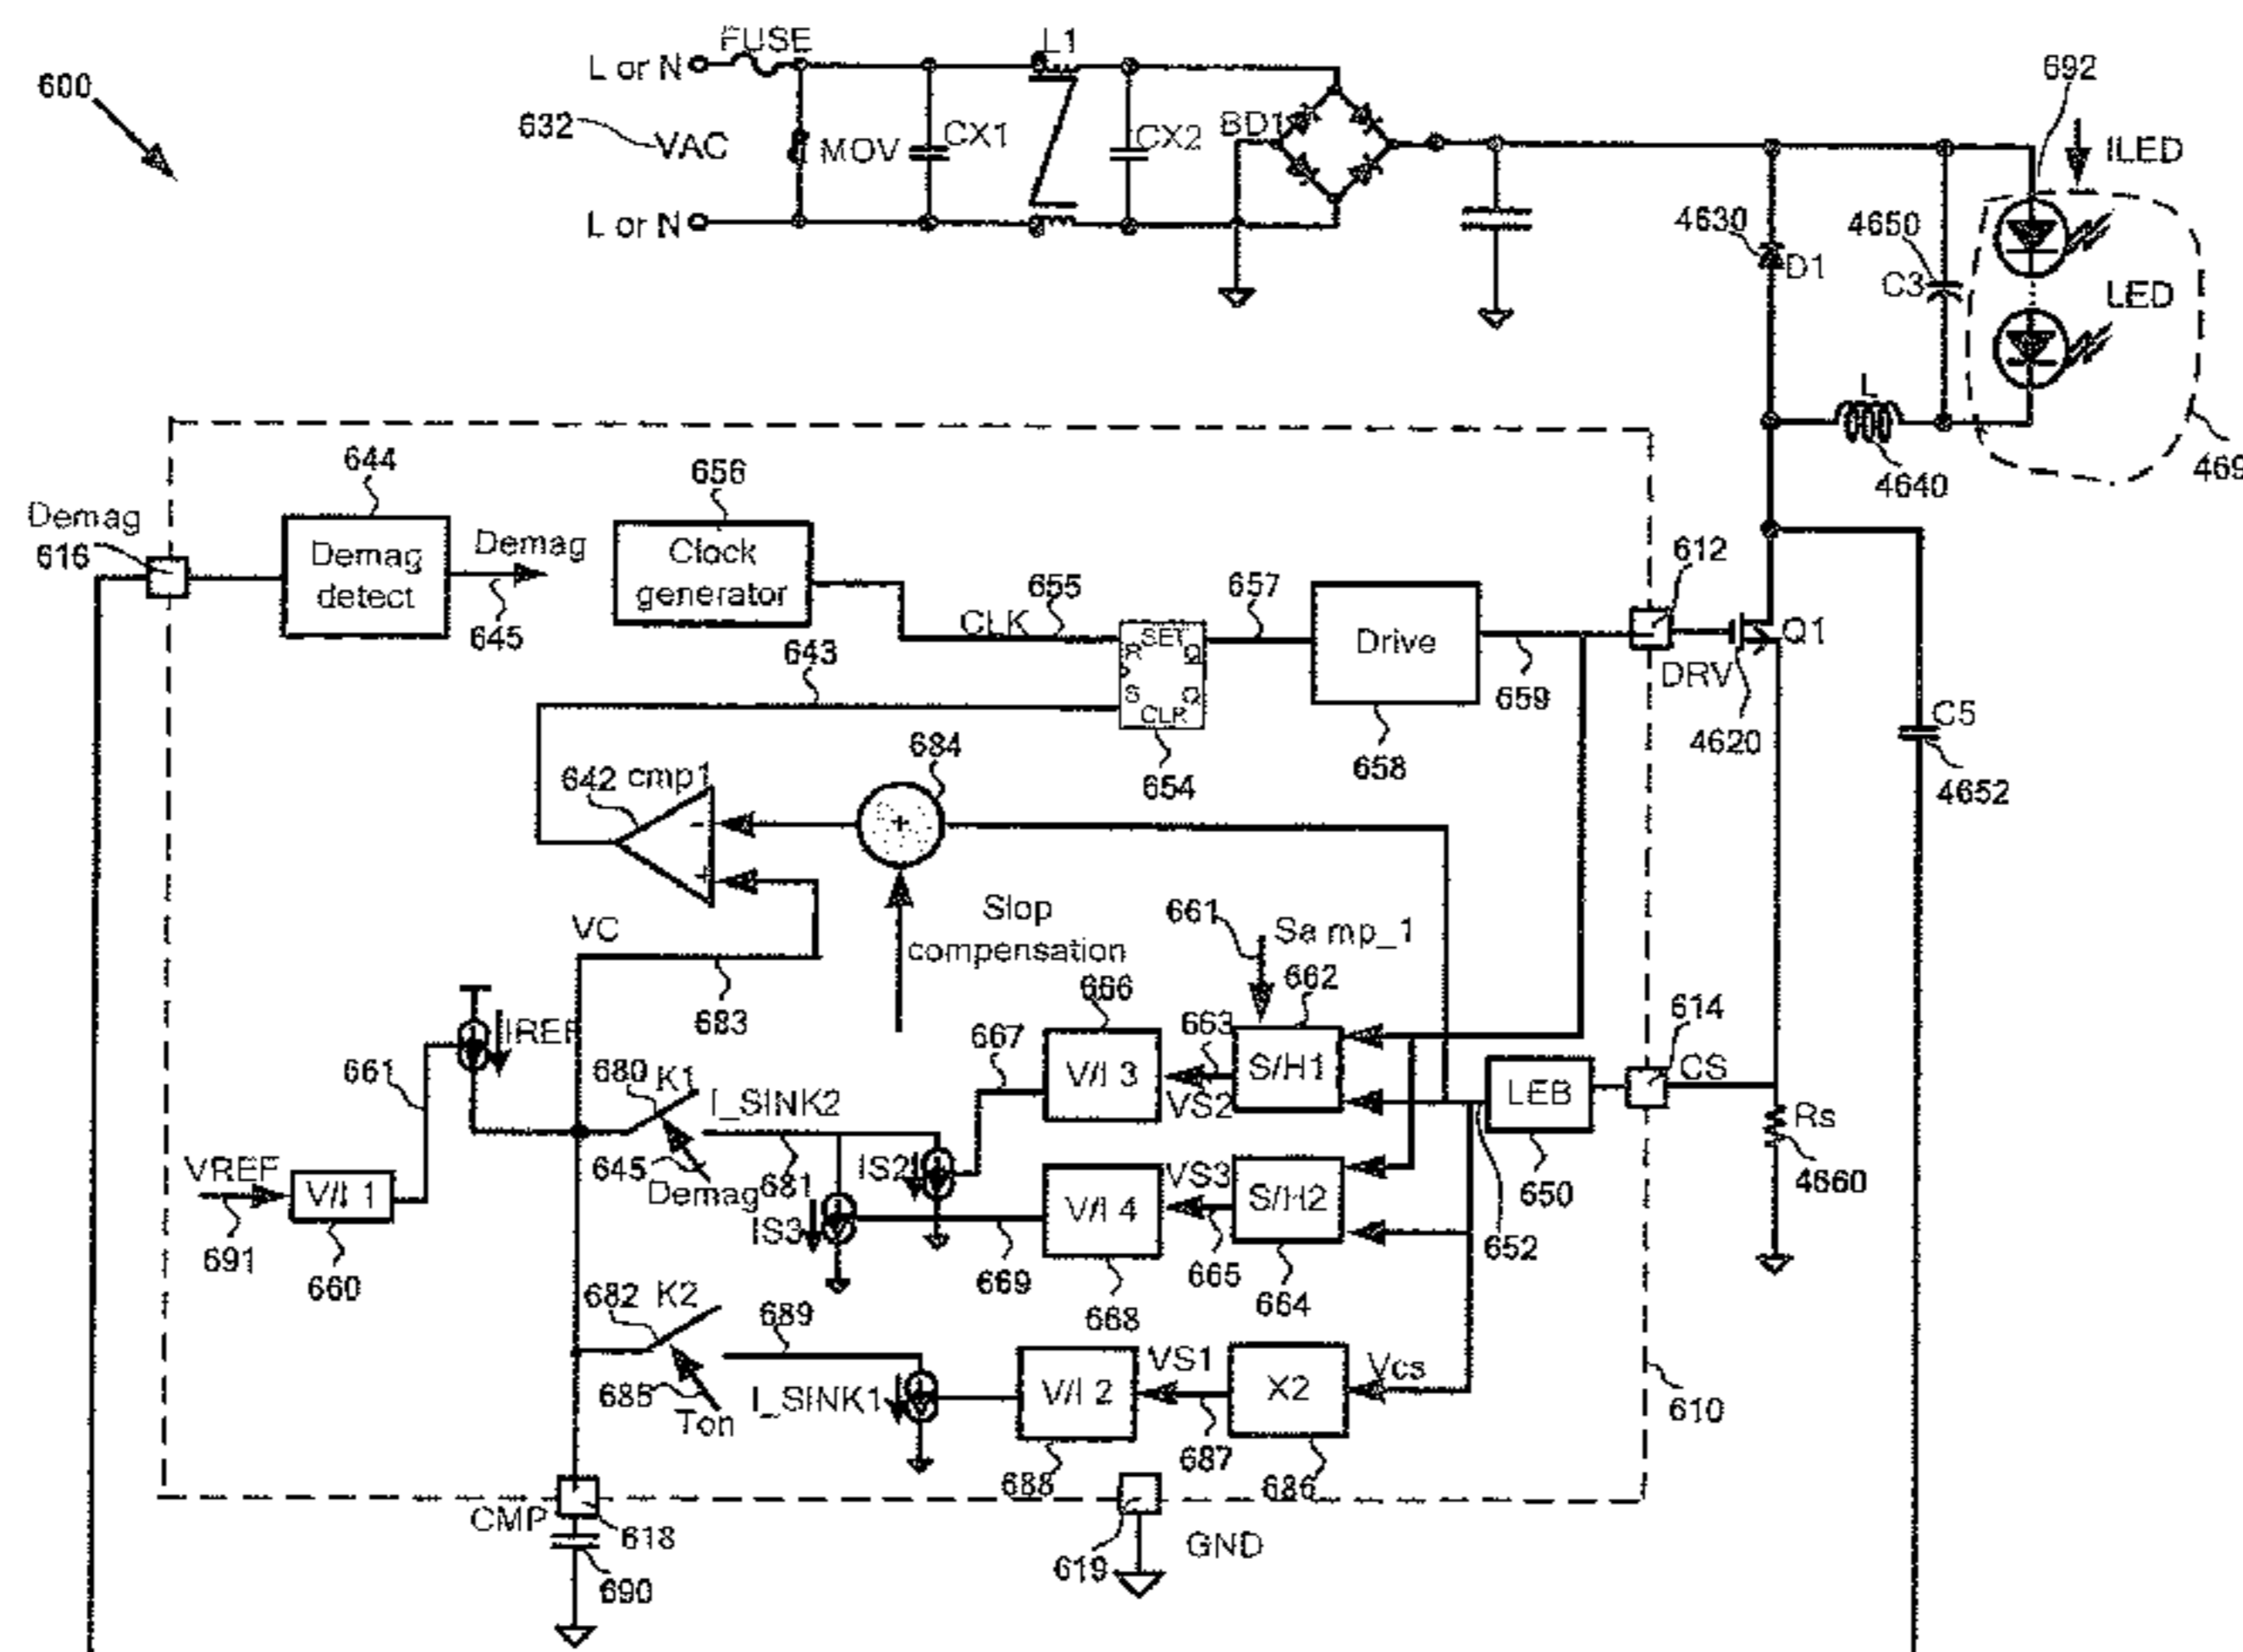 600
FUSE
L1
L or N
632
VAC
MOV
CX1
CX2
BD1
L or N
692
ILED
4630
D1
4650
C3
LED
L
4640
469
644
656
Demag
616
Demag
detect
Demag
645
Clock
generator
CLK
655
643
657
SET
R
Q
S
Q
CLR
654
Drive
658
659
612
DRV
Q1
4620
C5
4652
684
642
cmp1
-
+
+
VC
683
Slop
compensation
661
Samp_1
662
666
663
667
V/I 3
VS2
S/H1
614
CS
LEB
650
652
Rs
4660
IREF
661
680
K1
I_SINK2
645
Demag
681
IS2
IS3
VREF
691
V/I 1
660
V/I 4
VS3
S/H2
669
668
665
664
682
K2
689
685
Ton
I_SINK1
V/I 2
VS1
X2
Vcs
688
687
686
610
CMP
618
690
619
GND